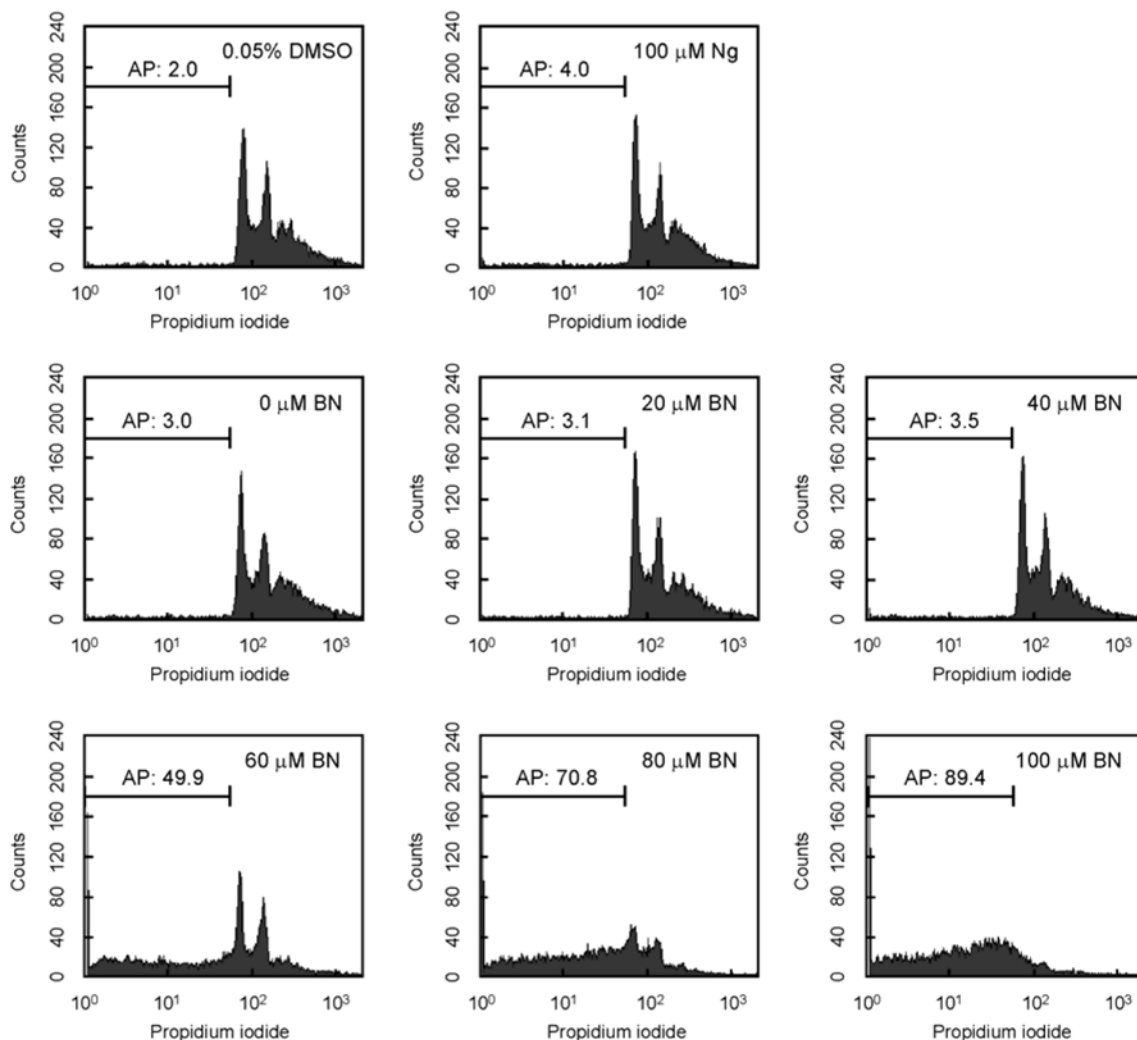 0.05% DMSO
AP: 2.0
Counts
0 40 80 120 160 200 240
10⁰ 10¹ 10² 10³
Propidium iodide
100 μM Ng
AP: 4.0
Counts
0 40 80 120 160 200 240
10⁰ 10¹ 10² 10³
Propidium iodide
0 μM BN
AP: 3.0
Counts
0 40 80 120 160 200 240
10⁰ 10¹ 10² 10³
Propidium iodide
20 μM BN
AP: 3.1
Counts
0 40 80 120 160 200 240
10⁰ 10¹ 10² 10³
Propidium iodide
40 μM BN
AP: 3.5
Counts
0 40 80 120 160 200 240
10⁰ 10¹ 10² 10³
Propidium iodide
60 μM BN
AP: 49.9
Counts
0 40 80 120 160 200 240
10⁰ 10¹ 10² 10³
Propidium iodide
80 μM BN
AP: 70.8
Counts
0 40 80 120 160 200 240
10⁰ 10¹ 10² 10³
Propidium iodide
100 μM BN
AP: 89.4
Counts
0 40 80 120 160 200 240
10⁰ 10¹ 10² 10³
Propidium iodide